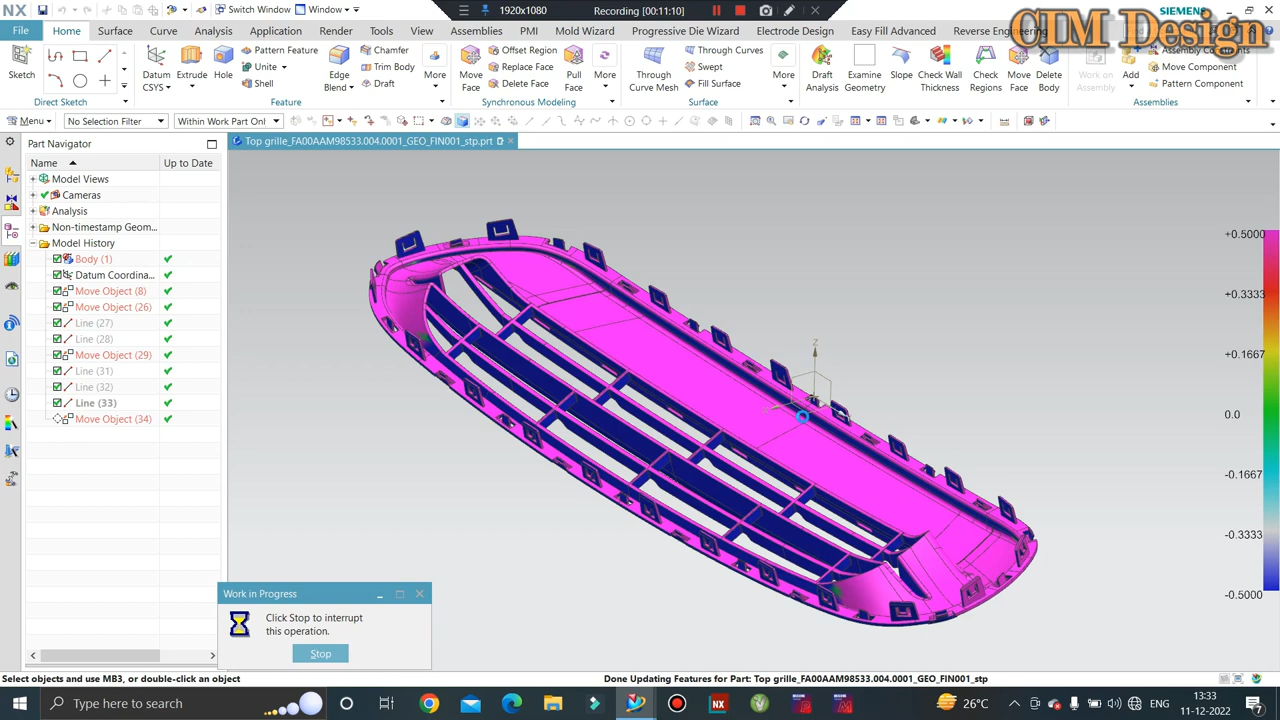 NX
Switch Window
Window
1920x1080
Recording [00:11:10]
SIEMENS
CIM Design
File
Home
Surface
Curve
Analysis
Application
Render
Tools
View
Assemblies
PMI
Mold Wizard
Progressive Die Wizard
Electrode Design
Easy Fill Advanced
Reverse Engineering
Sketch
Datum CSYS
Extrude
Hole
Pattern Feature
Unite
Shell
Edge Blend
Chamfer
Trim Body
Draft
More
Move Face
Offset Region
Replace Face
Delete Face
Pull Face
More
Through Curve Mesh
Through Curves
Swept
Fill Surface
More
Draft Analysis
Examine Geometry
Slope
Check Wall Thickness
Check Regions
Move Face
Delete Body
Work on Assembly
Add
Assembly Constraints
Move Component
Pattern Component
Direct Sketch
Feature
Synchronous Modeling
Surface
Assemblies
Menu
No Selection Filter
Within Work Part Onl
Part Navigator
Top grille_FA00AAM98533.004.0001_GEO_FIN001_stp.prt
Name
Up to Date
Model Views
Cameras
Analysis
Non-timestamp Geom...
Model History
Body (1)
Datum Coordina...
Move Object (8)
Move Object (26)
Line (27)
Line (28)
Move Object (29)
Line (31)
Line (32)
Line (33)
Move Object (34)
Z
+0.5000
+0.3333
+0.1667
0.0
-0.1667
-0.3333
-0.5000
Work in Progress
Click Stop to interrupt
this operation.
Stop
Select objects and use MB3, or double-click an object
Done Updating Features for Part: Top grille_FA00AAM98533.004.0001_GEO_FIN001_stp
Type here to search
NX
26°C
ENG
13:33
11-12-2022
7